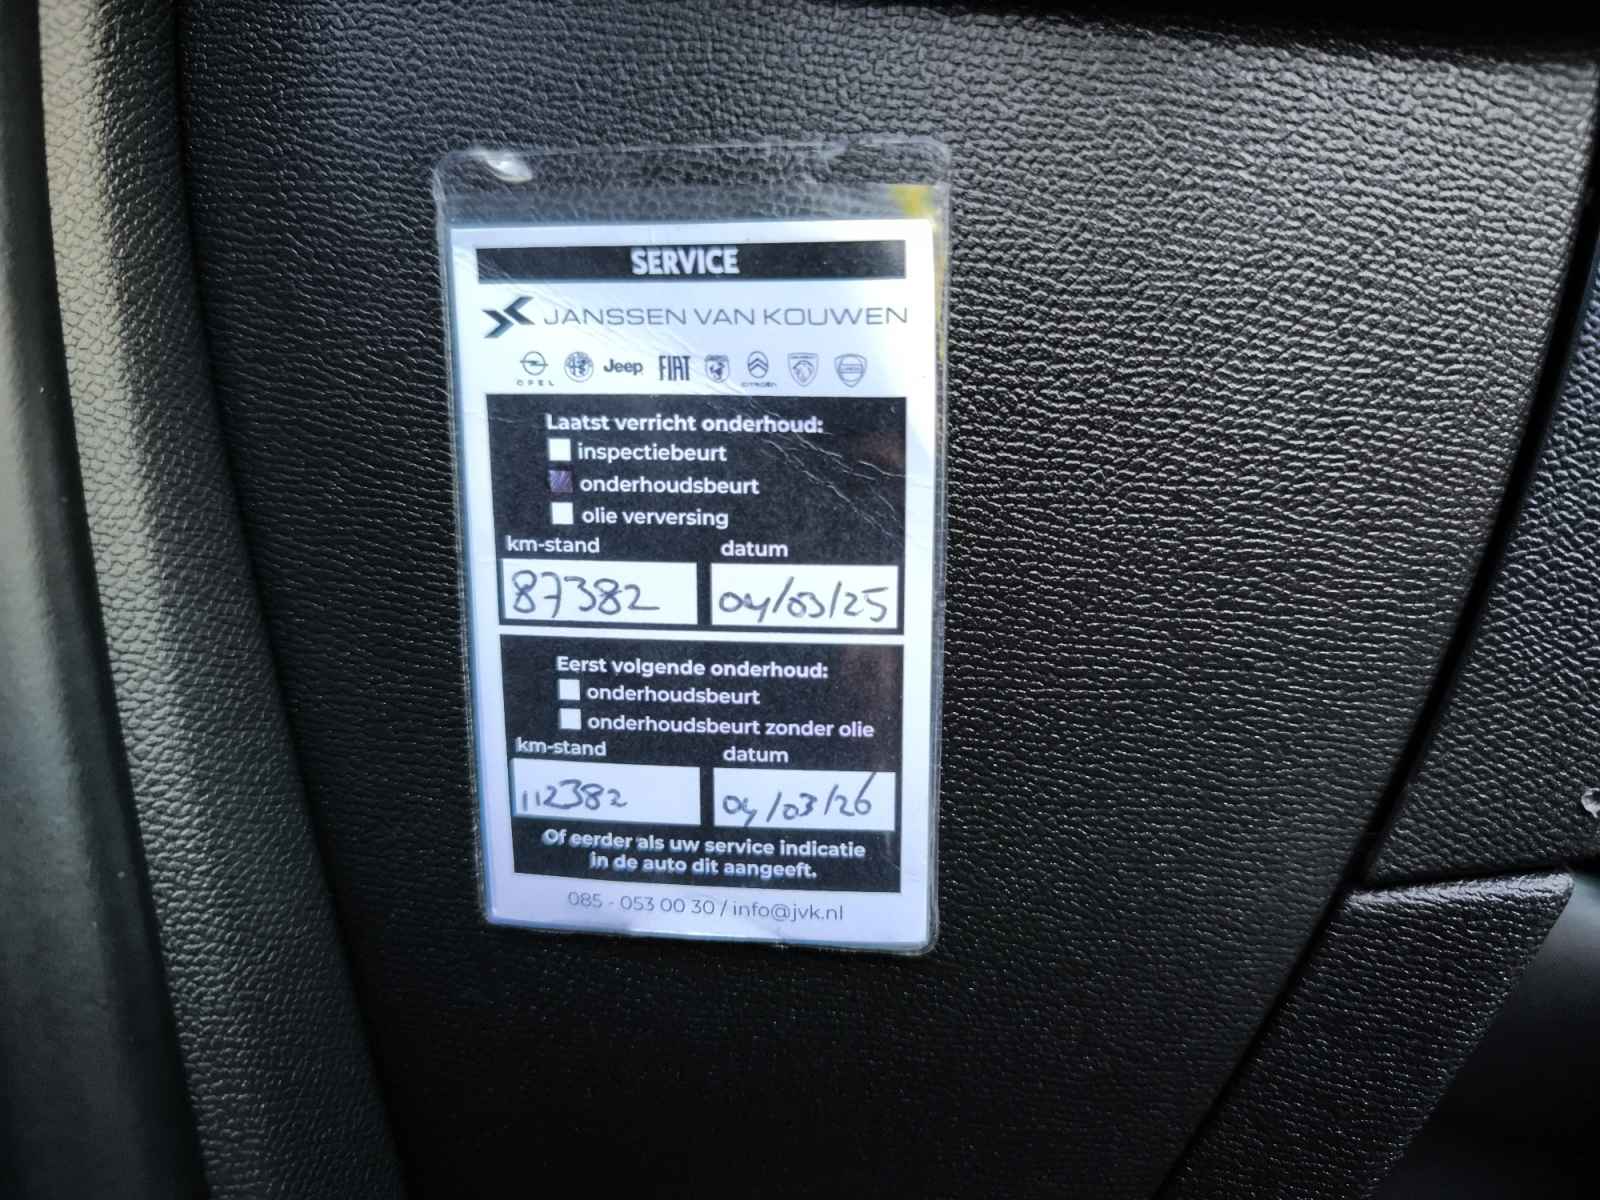 SERVICE
JANSSEN VAN KOUWEN
OPEL Jeep FIAT CITROËN
Laatst verricht onderhoud:
inspectiebeurt
onderhoudsbeurt
olie verversing
km-stand datum
87382 04/03/25
Eerst volgende onderhoud:
onderhoudsbeurt
onderhoudsbeurt zonder olie
km-stand datum
112382 04/03/26
Of eerder als uw service indicatie
in de auto dit aangeeft.
085 - 053 00 30 / info@jvk.nl